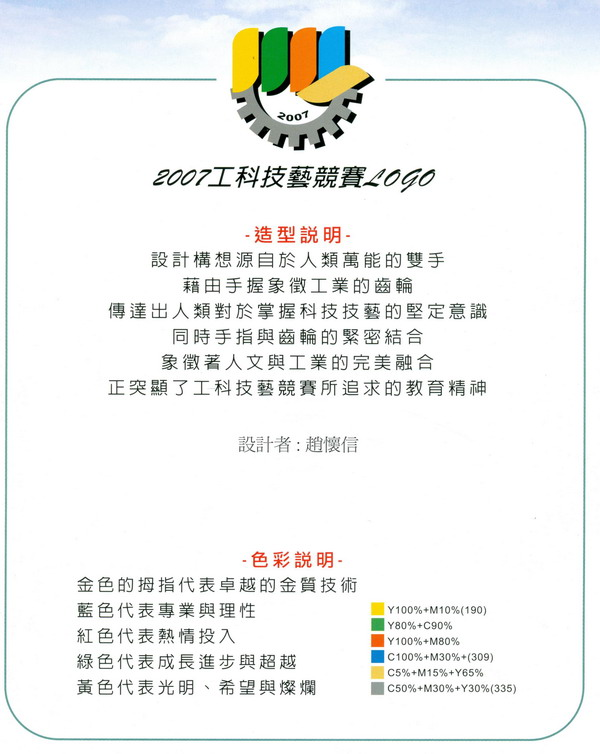 2007
2007工科技藝競賽LOGO
-造型説明-
設計構想源自於人類萬能的雙手
藉由手握象徵工業的齒輪
傳達出人類對於掌握科技技藝的堅定意識
同時手指與齒輪的緊密結合
象徵著人文與工業的完美融合
正突顯了工科技藝競賽所追求的教育精神
設計者：趙懷信
-色彩説明-
金色的拇指代表卓越的金質技術
藍色代表專業與理性
紅色代表熱情投入
綠色代表成長進步與超越
黃色代表光明、希望與燦爛
Y100%+M10%(190)
Y80%+C90%
Y100%+M80%
C100%+M30%+(309)
C5%+M15%+Y65%
C50%+M30%+Y30%(335)